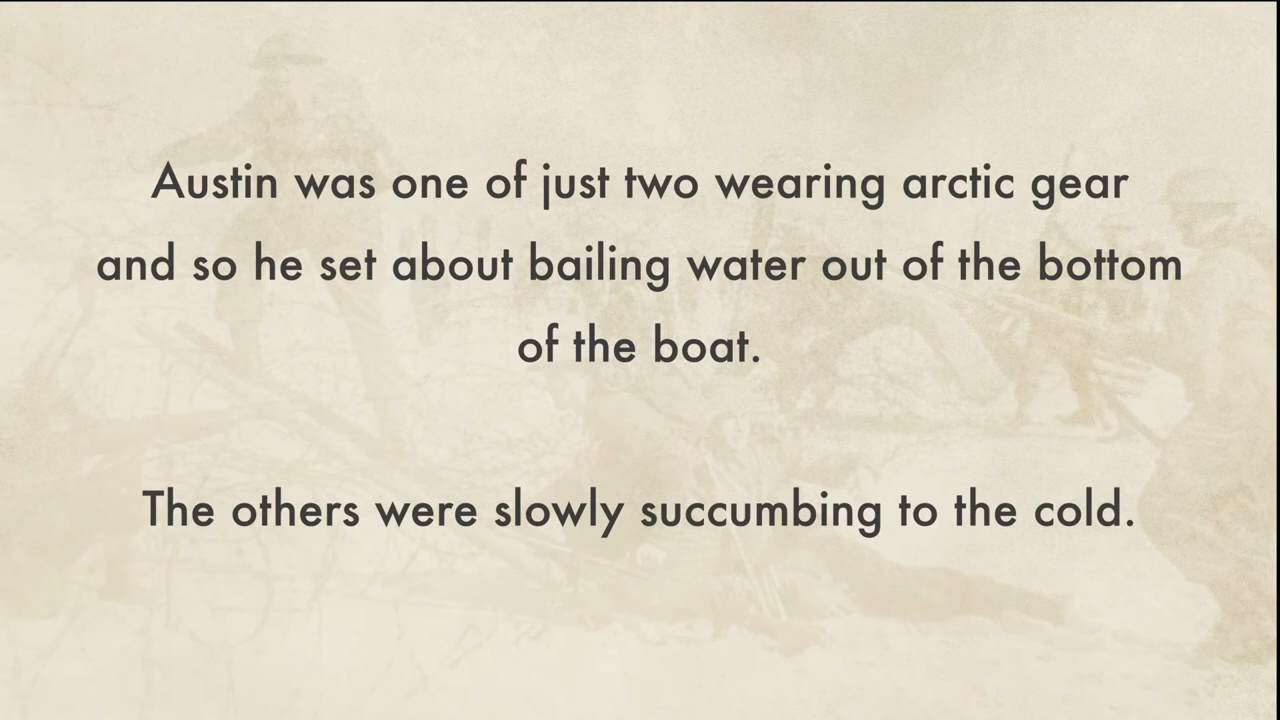 Austin was one of just two wearing arctic gear
and so he set about bailing water out of the bottom
of the boat.
The others were slowly succumbing to the cold.